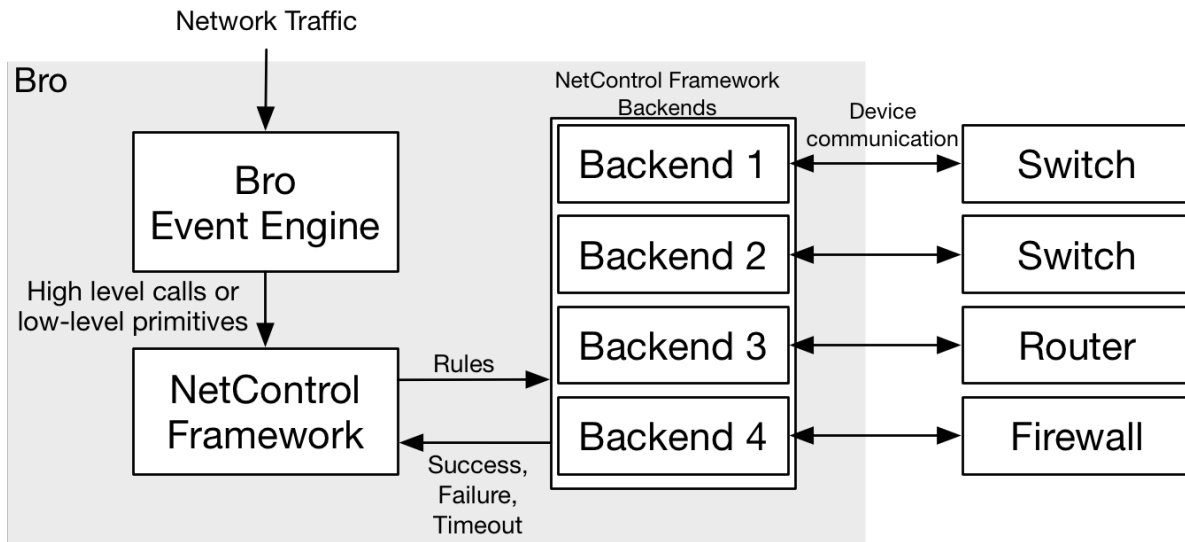 Network Traffic
Bro
NetControl Framework
Backends
Device
communication
Bro
Event Engine
Backend 1
Switch
Backend 2
Switch
High level calls or
low-level primitives
Backend 3
Router
NetControl
Framework
Rules
Backend 4
Firewall
Success,
Failure,
Timeout